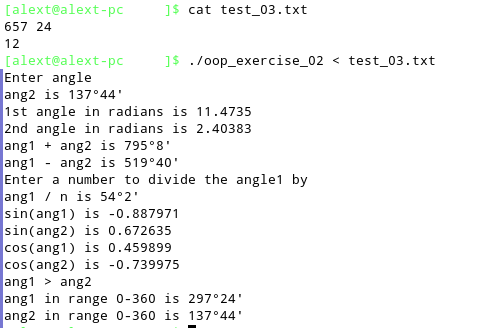 [alext@alext-pc     ]$ cat test_03.txt
657 24
12
[alext@alext-pc     ]$ ./oop_exercise_02 < test_03.txt
Enter angle
ang2 is 137°44'
1st angle in radians is 11.4735
2nd angle in radians is 2.40383
ang1 + ang2 is 795°8'
ang1 - ang2 is 519°40'
Enter a number to divide the angle1 by
ang1 / n is 54°2'
sin(ang1) is -0.887971
sin(ang2) is 0.672635
cos(ang1) is 0.459899
cos(ang2) is -0.739975
ang1 > ang2
ang1 in range 0-360 is 297°24'
ang2 in range 0-360 is 137°44'